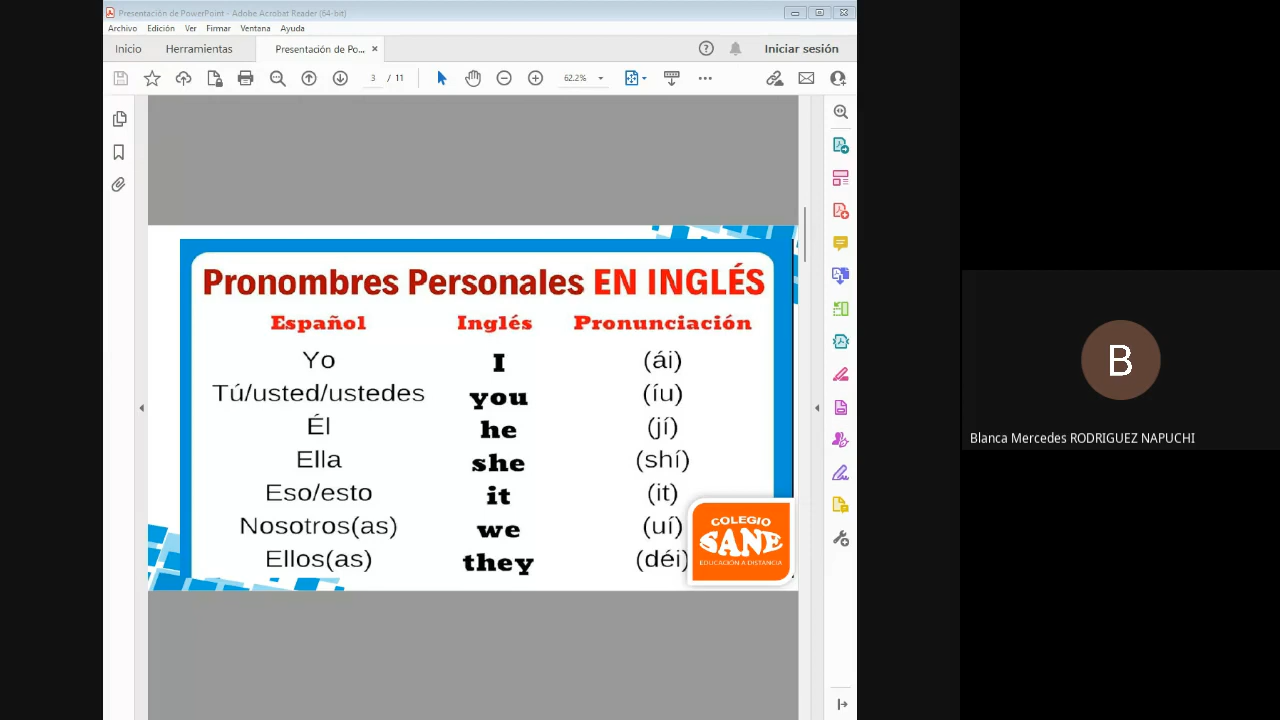 Presentación de PowerPoint - Adobe Acrobat Reader (64-bit)
Archivo Edición Ver Firmar Ventana Ayuda
Inicio Herramientas Presentación de Po... × Iniciar sesión
3 / 11 62.2%
Pronombres Personales EN INGLÉS
Español Inglés Pronunciación
Yo I (ái)
Tú/usted/ustedes you (íu)
Él he (jí)
Ella she (shí)
Eso/esto it (it)
Nosotros(as) we (uí)
Ellos(as) they (déi)
COLEGIO
SANE
EDUCACIÓN A DISTANCIA
B
Blanca Mercedes RODRIGUEZ NAPUCHI